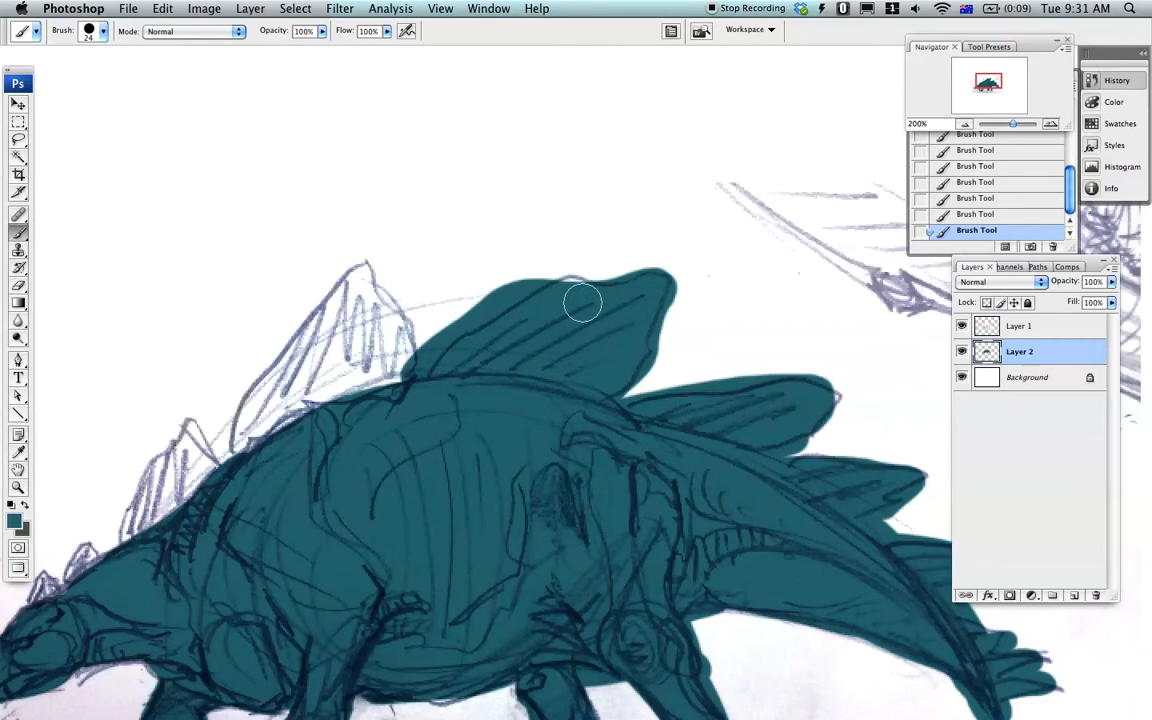 Photoshop File Edit Image Layer Select Filter Analysis View Window Help Stop Recording (0:09) Tue 9:31 AM
Brush: 24 Mode: Normal Opacity: 100% Flow: 100% Workspace
Navigator Tool Presets
200%
Ps
Brush Tool
Brush Tool
Brush Tool
Brush Tool
Brush Tool
Brush Tool
Brush Tool
History
Color
Swatches
Styles
Histogram
Info
Layers hannels Paths Comps
Normal Opacity: 100%
Lock: Fill: 100%
Layer 1
Layer 2
Background